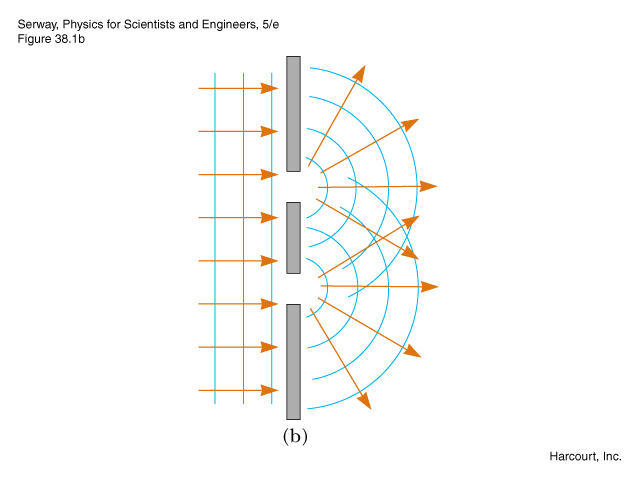 Serway, Physics for Scientists and Engineers, 5/e
Figure 38.1b
(b)
Harcourt, Inc.